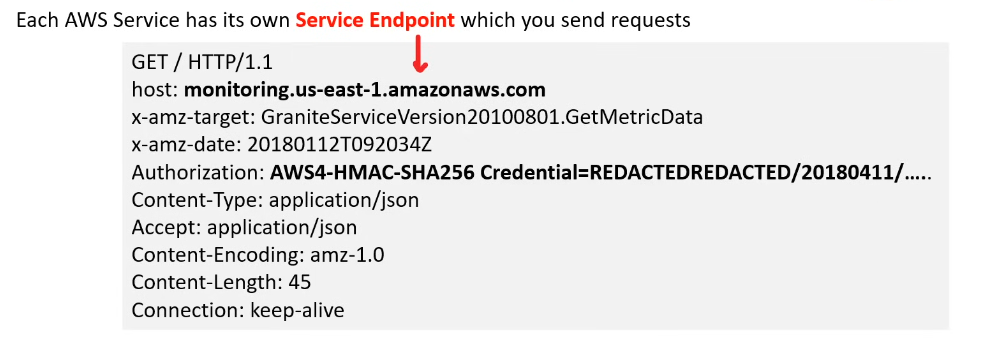 Each AWS Service has its own Service Endpoint which you send requests
GET / HTTP/1.1
host: monitoring.us-east-1.amazonaws.com
x-amz-target: GraniteServiceVersion20100801.GetMetricData
x-amz-date: 20180112T092034Z
Authorization: AWS4-HMAC-SHA256 Credential=REDACTEDREDACTED/20180411/.....
Content-Type: application/json
Accept: application/json
Content-Encoding: amz-1.0
Content-Length: 45
Connection: keep-alive